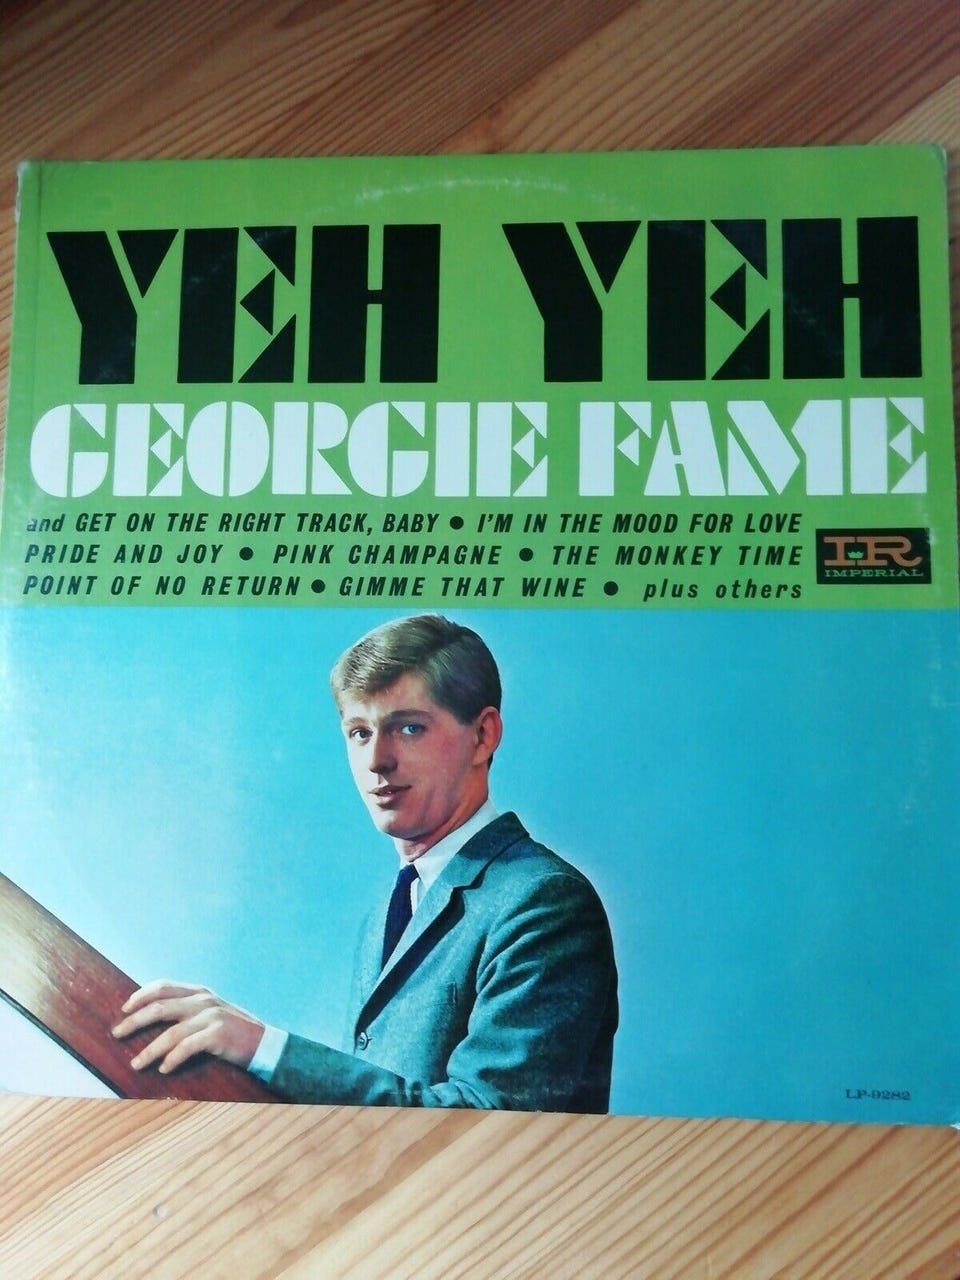 YEH YEH
GEORGIE FAME
and GET ON THE RIGHT TRACK, BABY • I'M IN THE MOOD FOR LOVE
PRIDE AND JOY • PINK CHAMPAGNE • THE MONKEY TIME
POINT OF NO RETURN • GIMME THAT WINE • plus others
IR
IMPERIAL
LP-9282